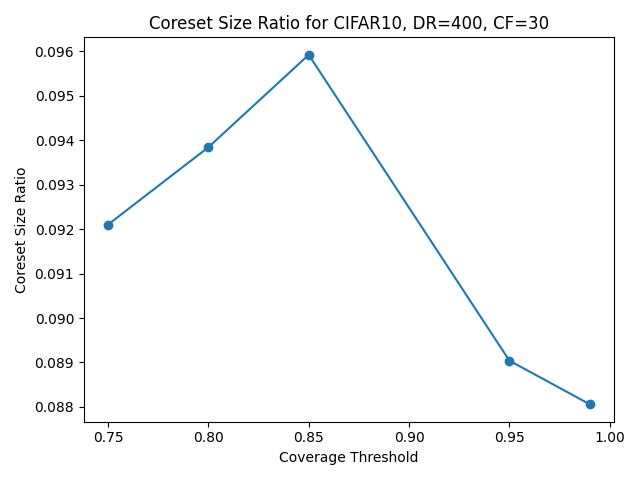 Coreset Size Ratio for CIFAR10, DR=400, CF=30
0.096
0.095
0.094
0.093
0.092
0.091
0.090
0.089
0.088
Coreset Size Ratio
0.75 0.80 0.85 0.90 0.95 1.00
Coverage Threshold